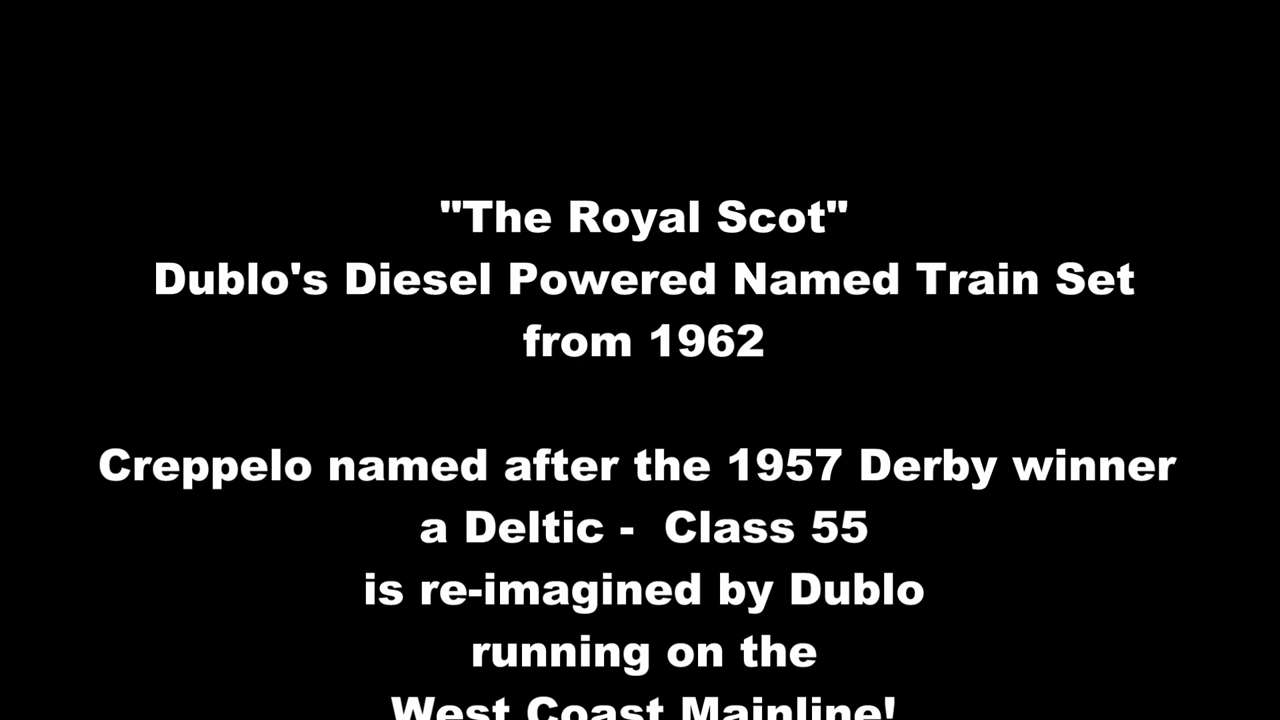 "The Royal Scot"
Dublo's Diesel Powered Named Train Set
from 1962
Creppelo named after the 1957 Derby winner
a Deltic - Class 55
is re-imagined by Dublo
running on the
West Coast Mainline!